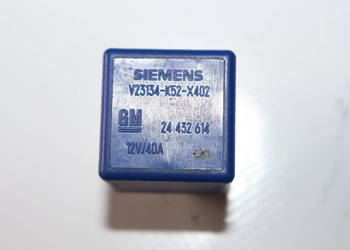 SIEMENS
V23134-K52-X402
GM 24 432 614
12V/40A